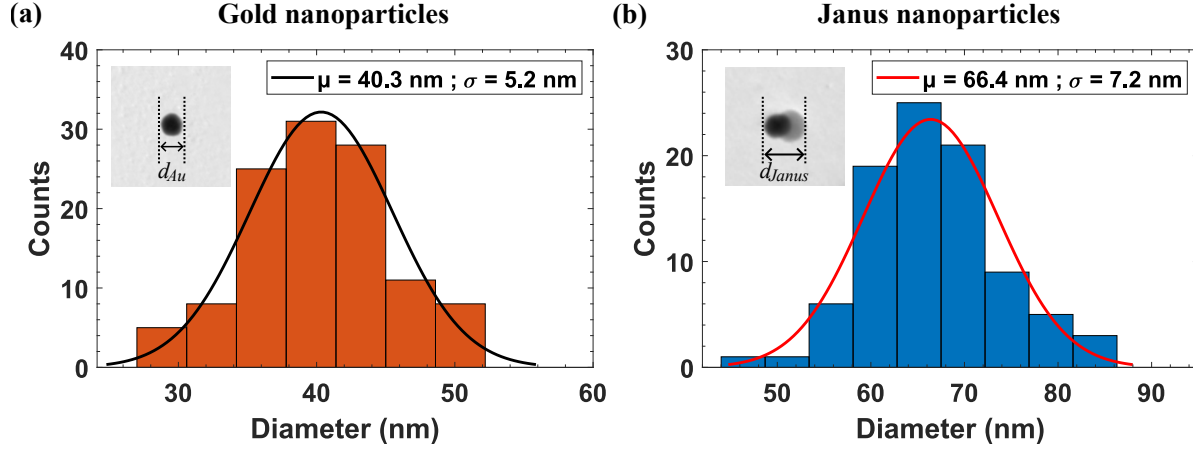 (a) Gold nanoparticles
40
30
20
10
0
Counts
μ = 40.3 nm ; σ = 5.2 nm
d_Au
30 40 50 60
Diameter (nm)
(b) Janus nanoparticles
30
20
10
0
Counts
μ = 66.4 nm ; σ = 7.2 nm
d_Janus
50 60 70 80 90
Diameter (nm)